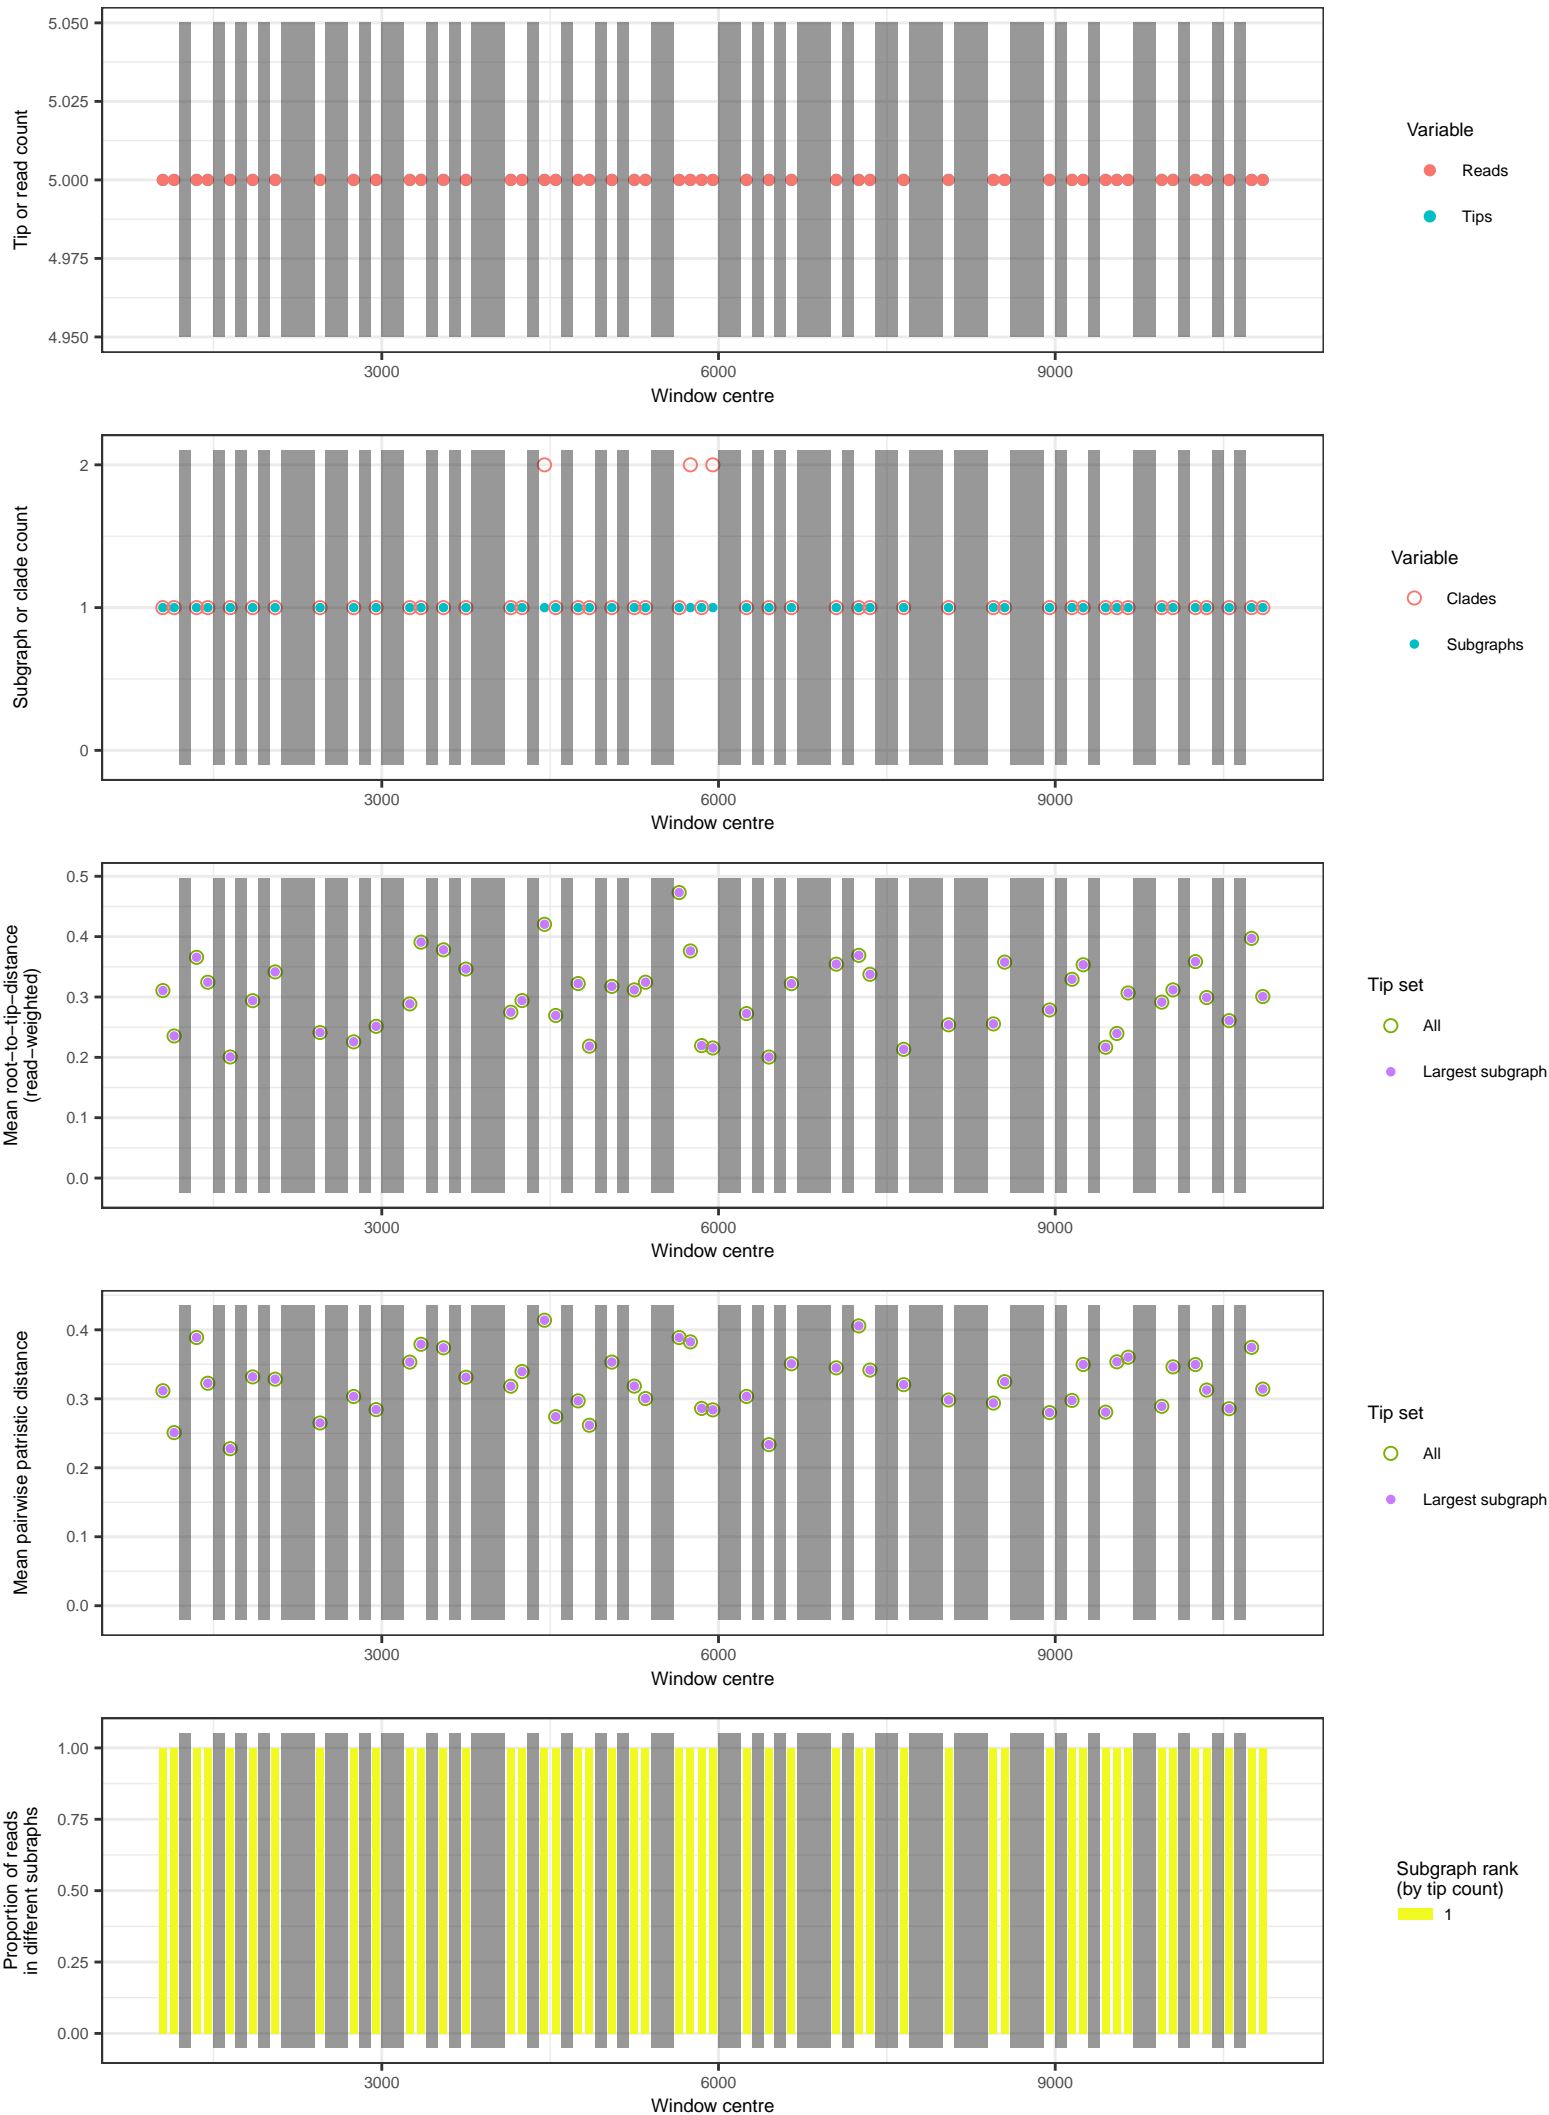 5.050
5.025
5.000
4.975
4.950
Tip or read count
3000
6000
9000
Window centre
Variable
Reads
Tips
2
1
0
Subgraph or clade count
3000
6000
9000
Window centre
Variable
Clades
Subgraphs
0.5
0.4
0.3
0.2
0.1
0.0
Mean root−to−tip−distance
(read−weighted)
3000
6000
9000
Window centre
Tip set
All
Largest subgraph
0.4
0.3
0.2
0.1
0.0
Mean pairwise patristic distance
3000
6000
9000
Window centre
Tip set
All
Largest subgraph
1.00
0.75
0.50
0.25
0.00
Proportion of reads
in different subraphs
3000
6000
9000
Window centre
Subgraph rank
(by tip count)
1